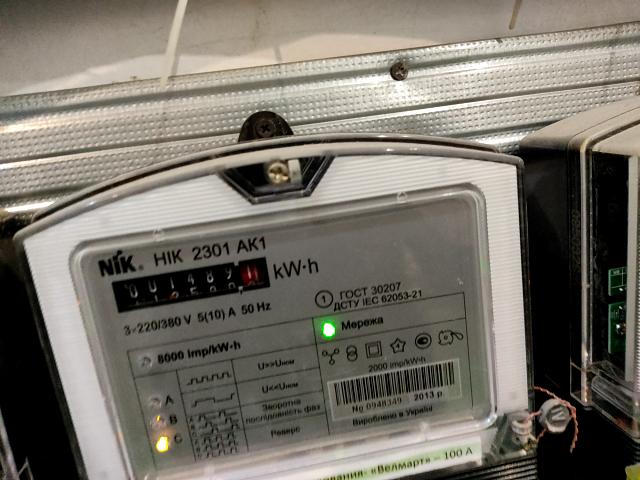 NiK. НІК 2301 АК1
kW·h
3~220/380 V 5(10) A 50 Hz
1 ГОСТ 30207
ДСТУ IEC 62053-21
8000 imp/kW·h
Мережа
U>>Uном
U<<Uном
Зворотна
послідовність фаз
Реверс
A
B
C
2000 imp/kW·h
№ 0948349 2013 р
Вироблено в Україні
«Велмарт» – 100 А